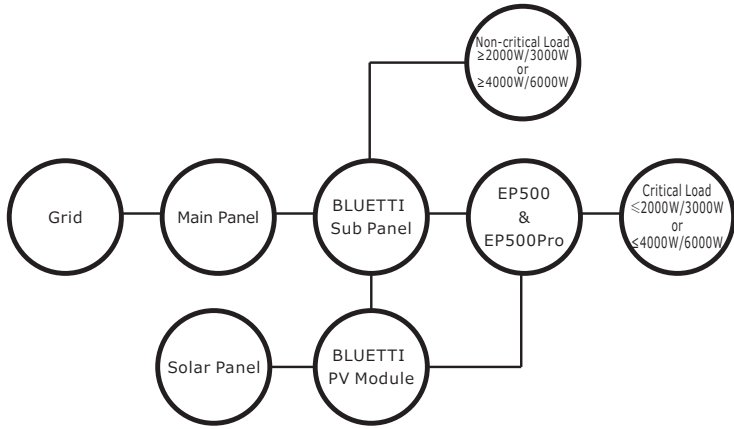 Non-critical Load
≥2000W/3000W
or
≥4000W/6000W
Grid
Main Panel
BLUETTI
Sub Panel
EP500
&
EP500Pro
Critical Load
≤2000W/3000W
or
≤4000W/6000W
Solar Panel
BLUETTI
PV Module